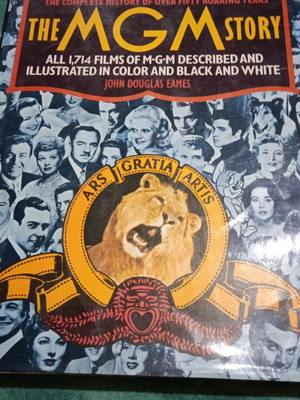 THE COMPLETE HISTORY OF OVER FIFTY ROARING YEARS
THE MGM STORY
ALL 1,714 FILMS OF M·G·M DESCRIBED AND
ILLUSTRATED IN COLOR AND BLACK AND WHITE
JOHN DOUGLAS EAMES
ARS GRATIA ARTIS